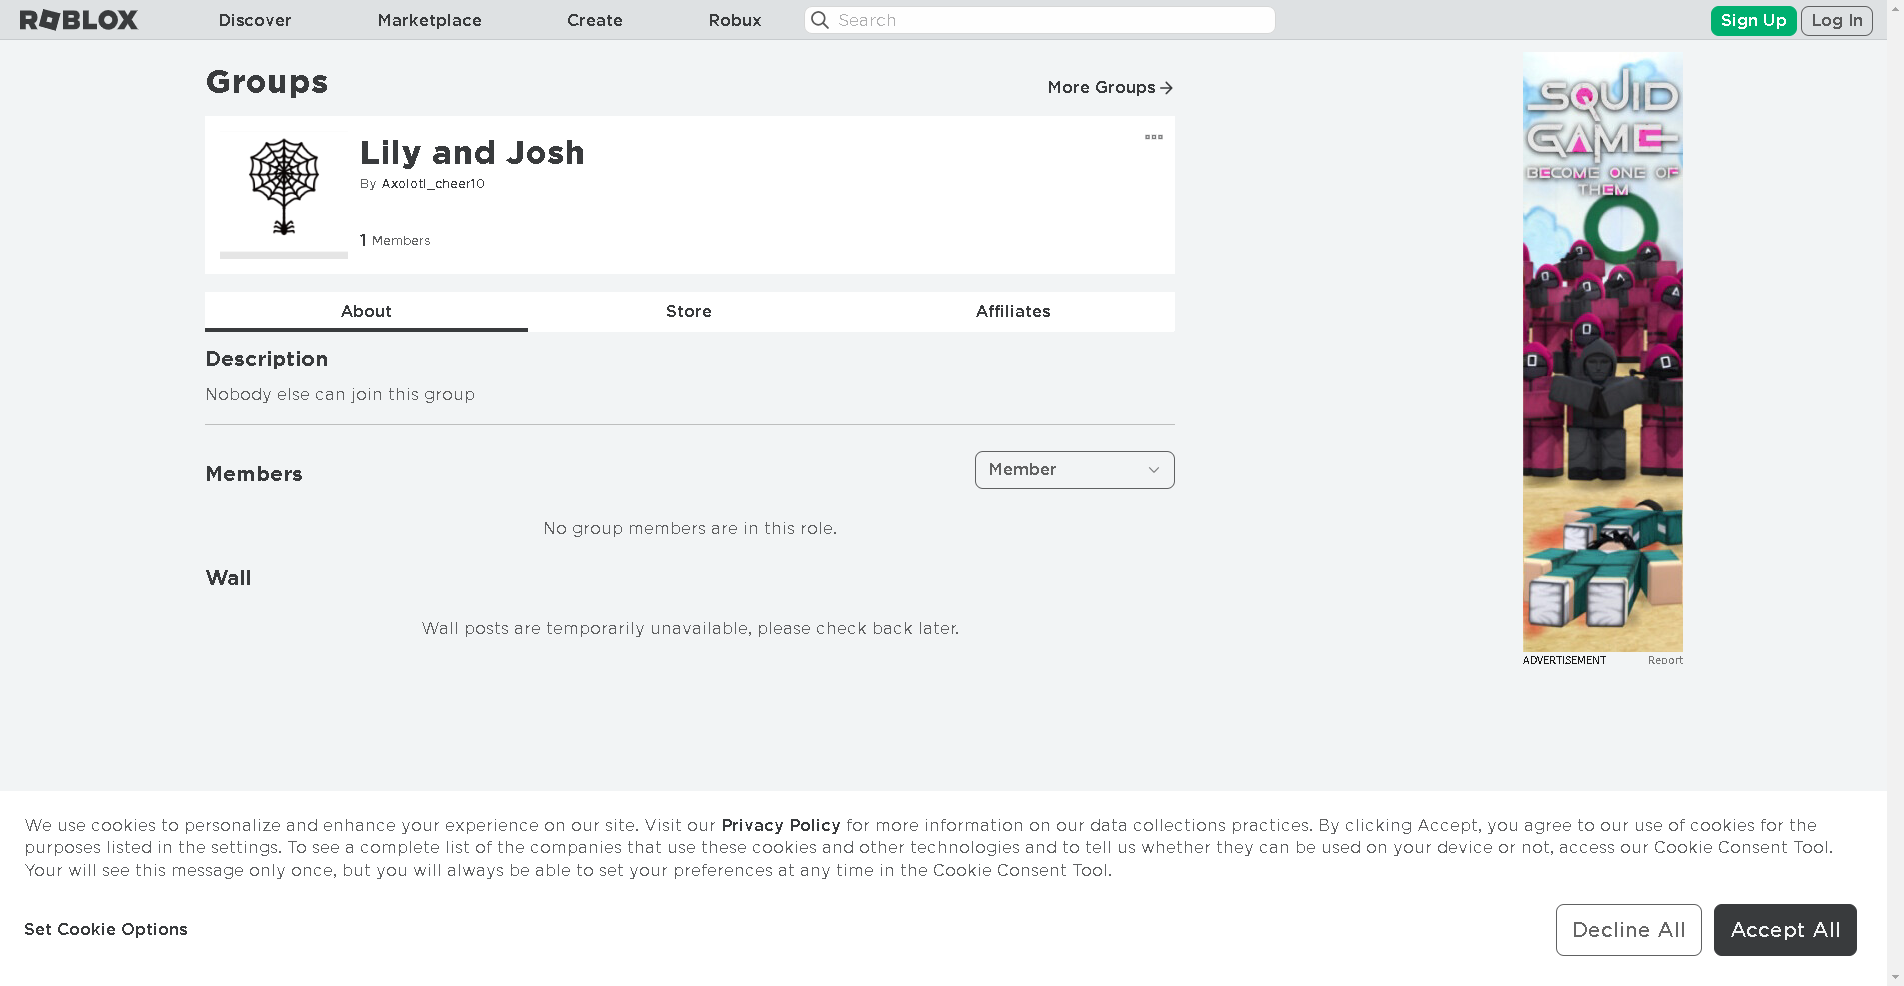 ROBLOX
Discover
Marketplace
Create
Robux
Search
Sign Up
Log In
Groups
More Groups
Lily and Josh
By Axolotl_cheer10
1 Members
About
Store
Affiliates
Description
Nobody else can join this group
Members
Member
No group members are in this role.
Wall
Wall posts are temporarily unavailable, please check back later.
SQUID
GAME
BECOME ONE OF
THEM
ADVERTISEMENT
Report
We use cookies to personalize and enhance your experience on our site. Visit our Privacy Policy for more information on our data collections practices. By clicking Accept, you agree to our use of cookies for the
purposes listed in the settings. To see a complete list of the companies that use these cookies and other technologies and to tell us whether they can be used on your device or not, access our Cookie Consent Tool.
Your will see this message only once, but you will always be able to set your preferences at any time in the Cookie Consent Tool.
Set Cookie Options
Decline All
Accept All